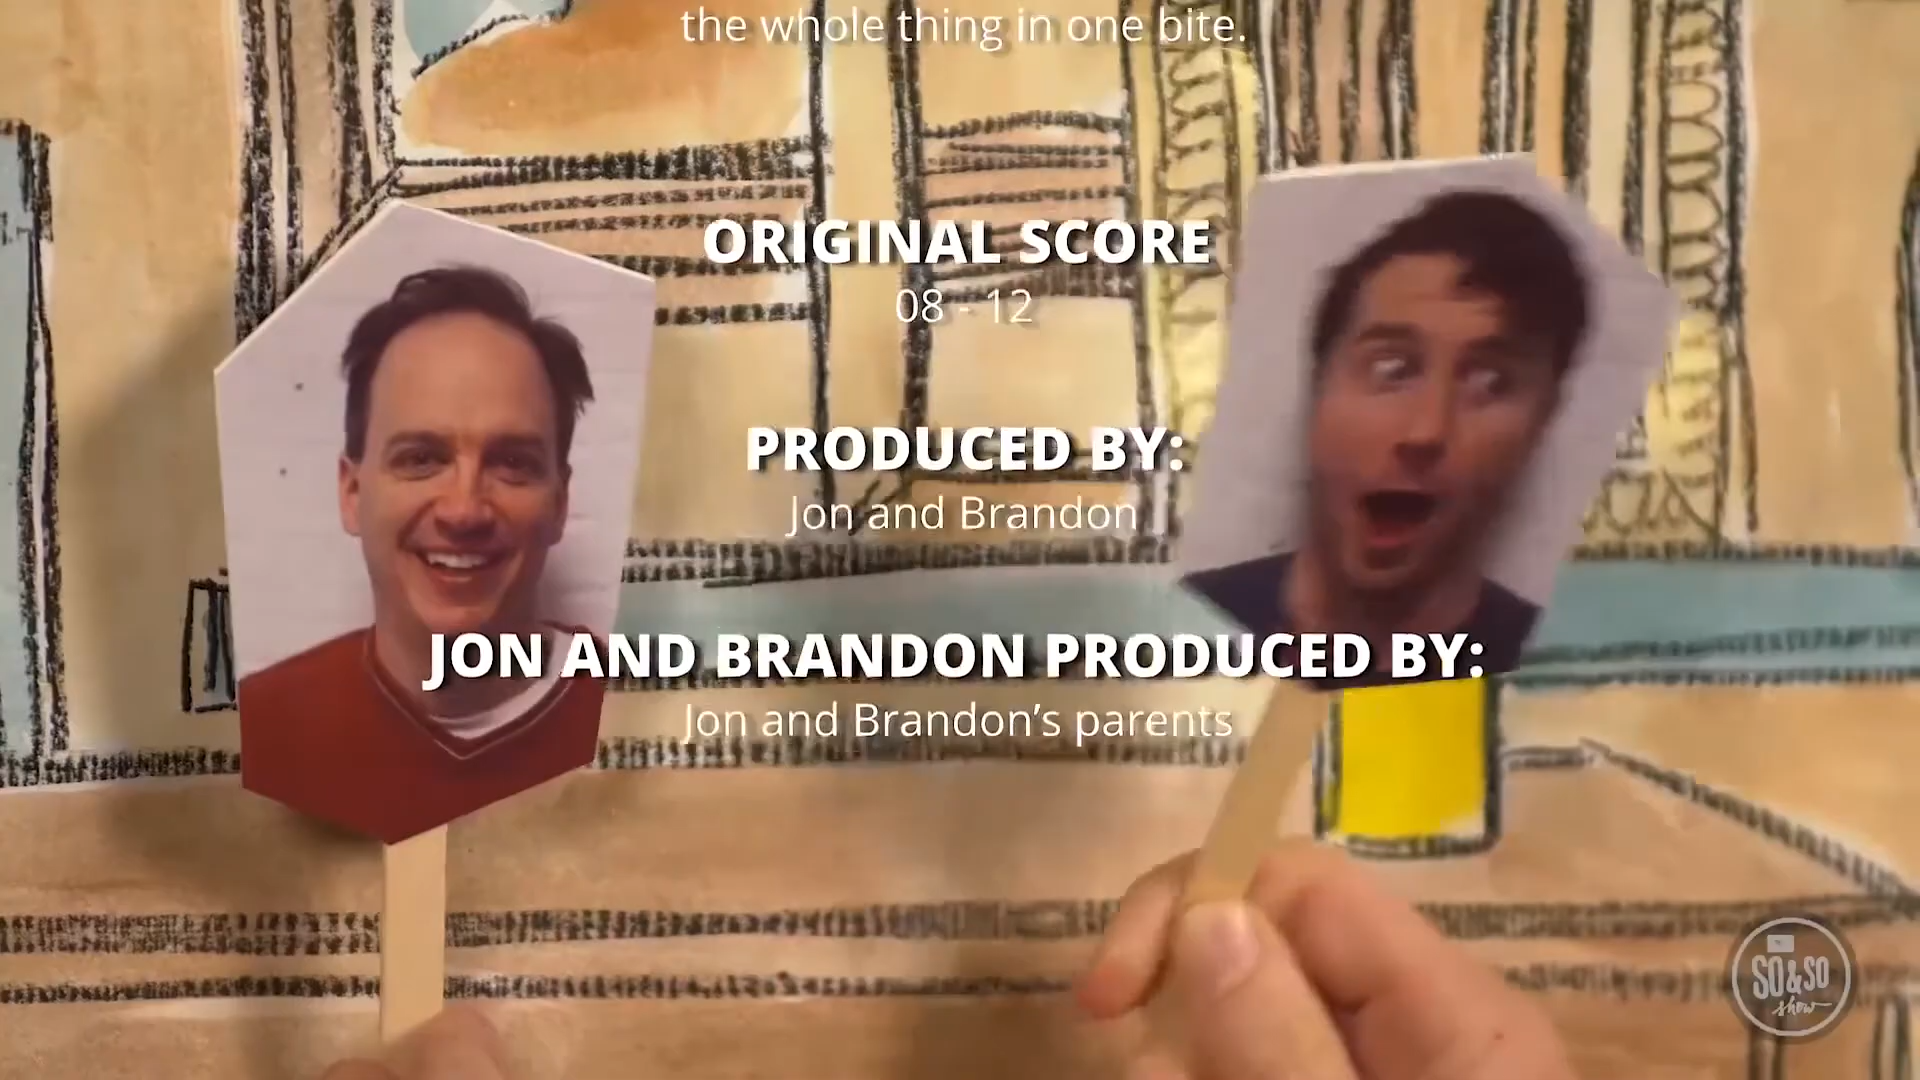 the whole thing in one bite.
ORIGINAL SCORE
08 - 12
PRODUCED BY:
Jon and Brandon
JON AND BRANDON PRODUCED BY:
Jon and Brandon’s parents
SO&SO
show